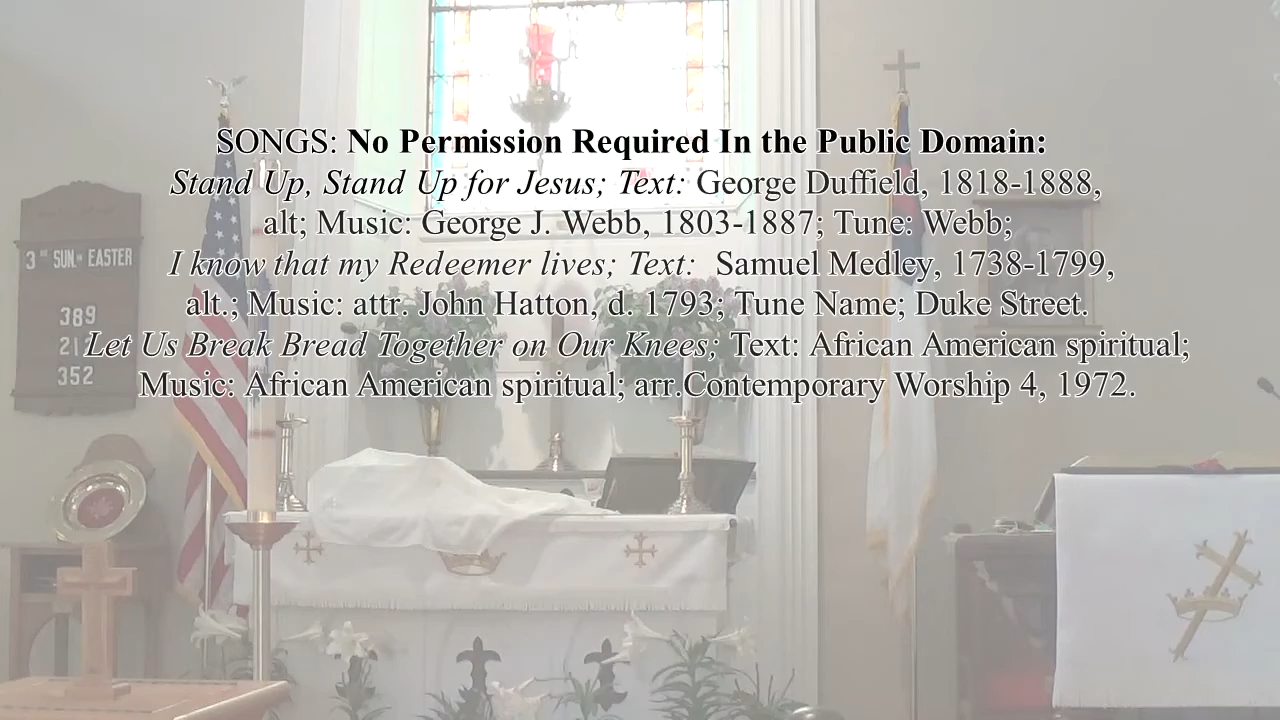 SONGS: No Permission Required In the Public Domain:
Stand Up, Stand Up for Jesus; Text: George Duffield, 1818-1888,
alt; Music: George J. Webb, 1803-1887; Tune: Webb;
I know that my Redeemer lives; Text: Samuel Medley, 1738-1799,
alt.; Music: attr. John Hatton, d. 1793; Tune Name; Duke Street.
Let Us Break Bread Together on Our Knees; Text: African American spiritual;
Music: African American spiritual; arr.Contemporary Worship 4, 1972.
3 RD SUN. IN EASTER
389
352